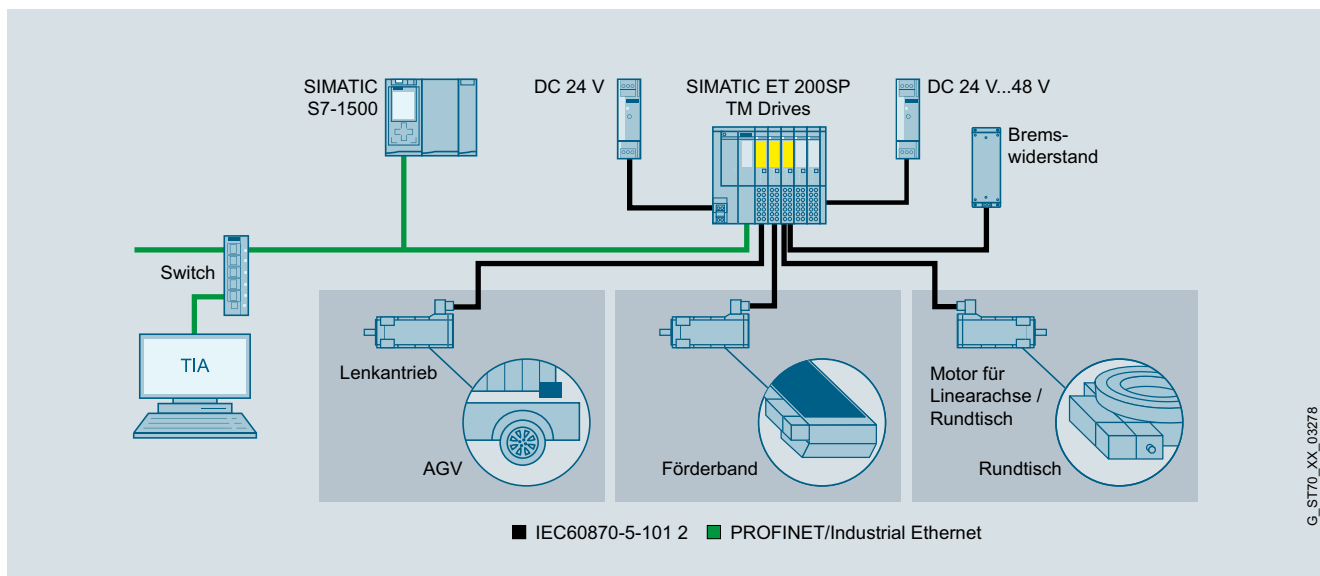 SIMATIC
S7-1500
DC 24 V
SIMATIC ET 200SP
TM Drives
DC 24 V...48 V
Brems-
widerstand
Switch
TIA
Lenkantrieb
AGV
Förderband
Motor für
Linearachse /
Rundtisch
Rundtisch
IEC60870-5-101 2
PROFINET/Industrial Ethernet
G_ST70_XX_03278